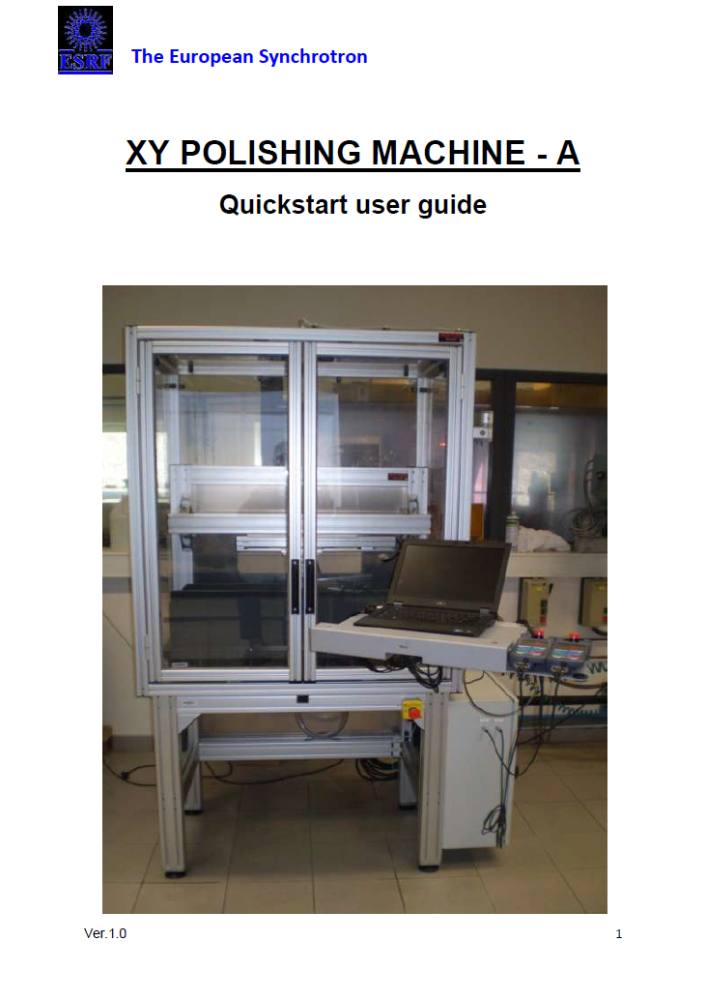 ESRF
The European Synchrotron
XY POLISHING MACHINE - A
Quickstart user guide
Ver.1.0
1